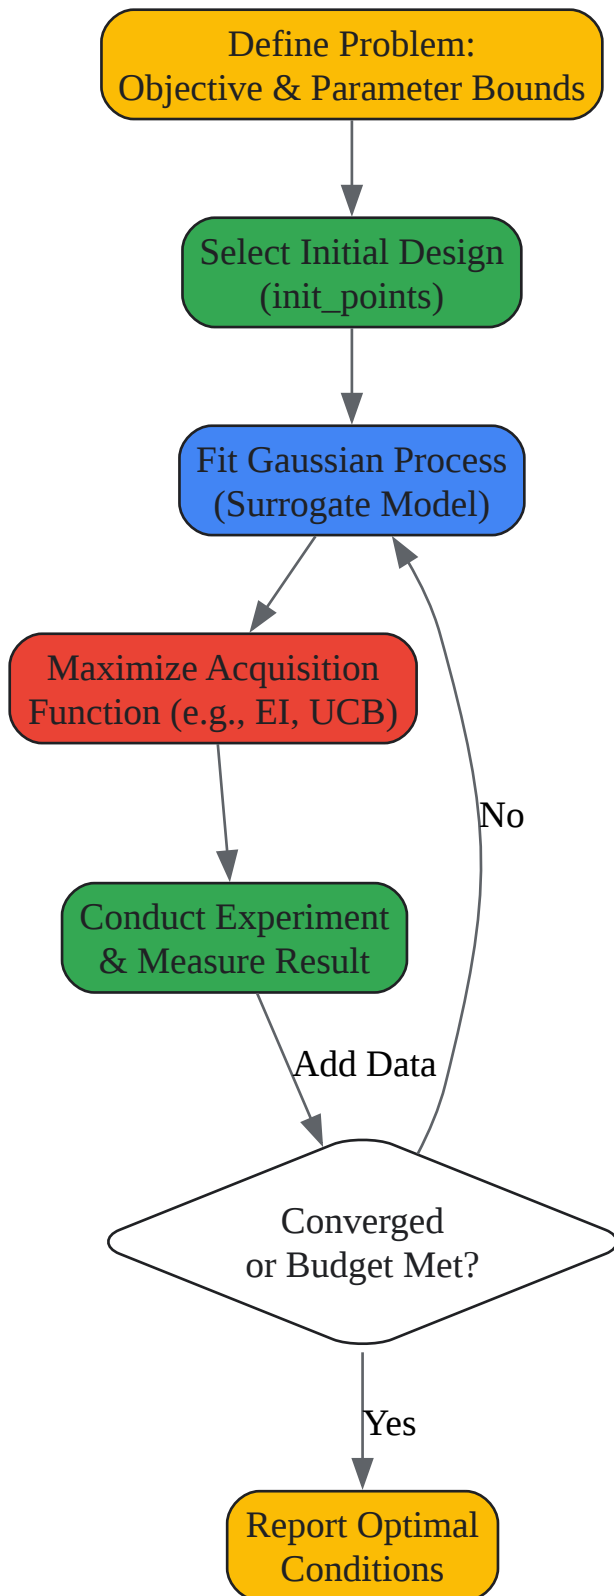 Define Problem:
Objective & Parameter Bounds
Select Initial Design
(init_points)
Fit Gaussian Process
(Surrogate Model)
Maximize Acquisition
Function (e.g., EI, UCB)
No
Conduct Experiment
& Measure Result
Add Data
Converged
or Budget Met?
Yes
Report Optimal
Conditions